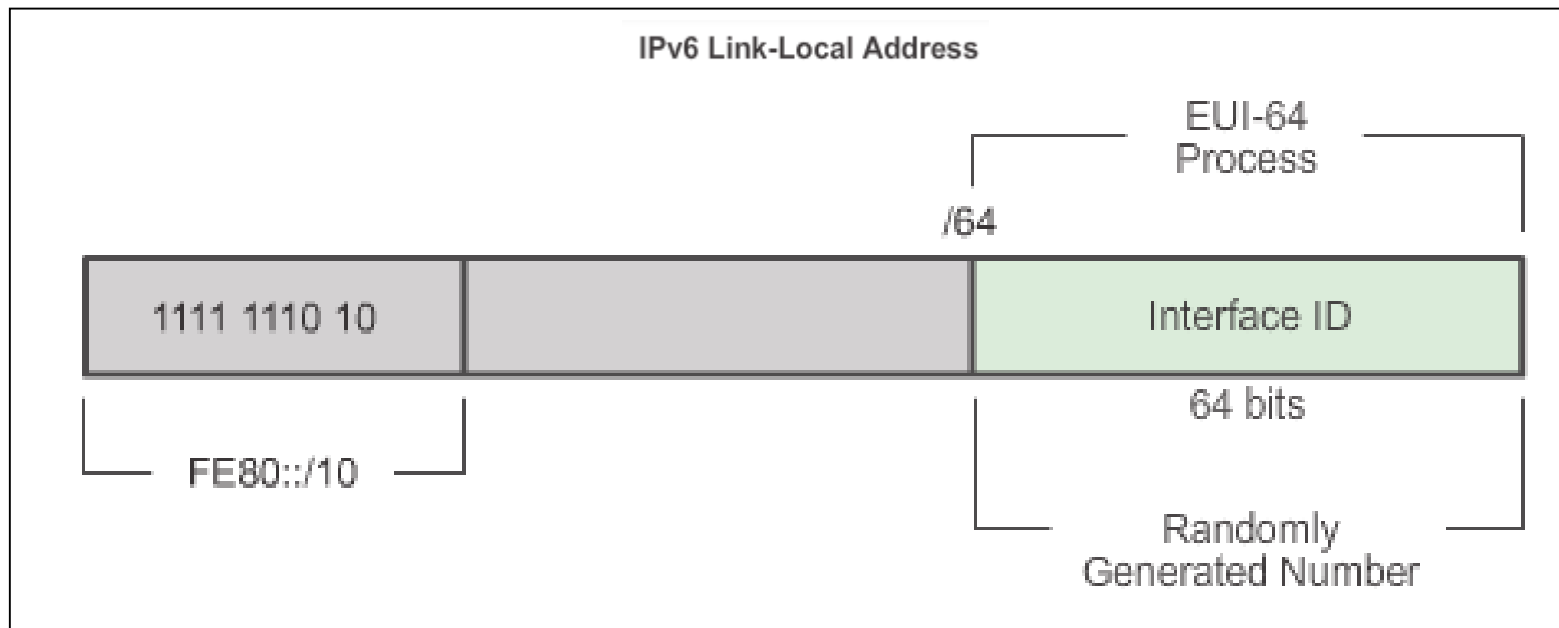 IPv6 Link-Local Address
EUI-64
Process
/64
1111 1110 10
Interface ID
64 bits
FE80::/10
Randomly
Generated Number